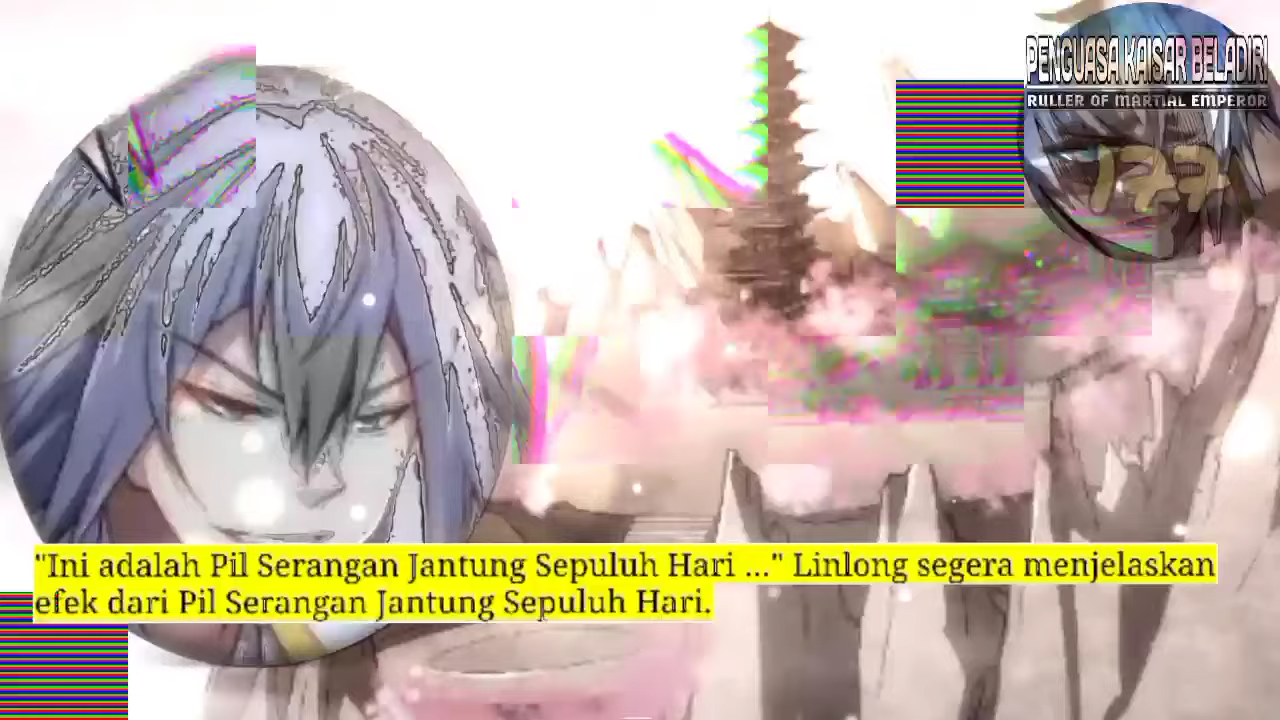 PENGUASA KAISAR BELADIRI
RULLER OF MARTIAL EMPEROR
177
"Ini adalah Pil Serangan Jantung Sepuluh Hari ..." Linlong segera menjelaskan
efek dari Pil Serangan Jantung Sepuluh Hari.